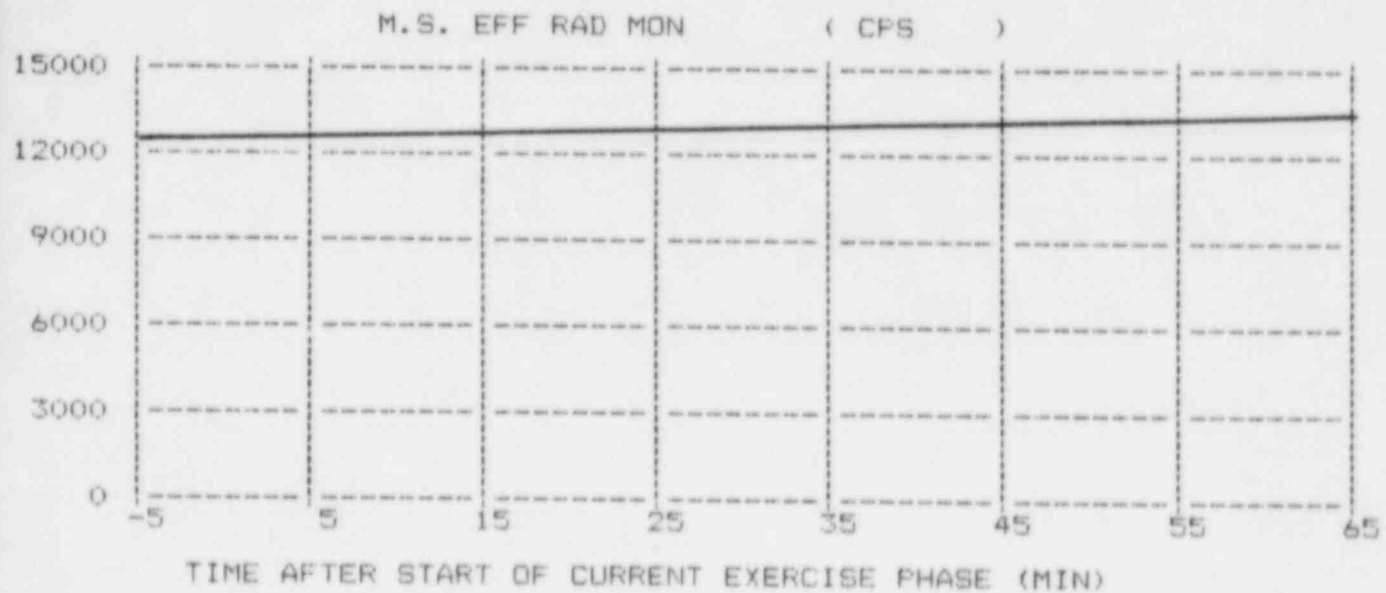 M.S. EFF RAD MON ( CPS )
15000
12000
9000
6000
3000
0
-5 5 15 25 35 45 55 65
TIME AFTER START OF CURRENT EXERCISE PHASE (MIN)